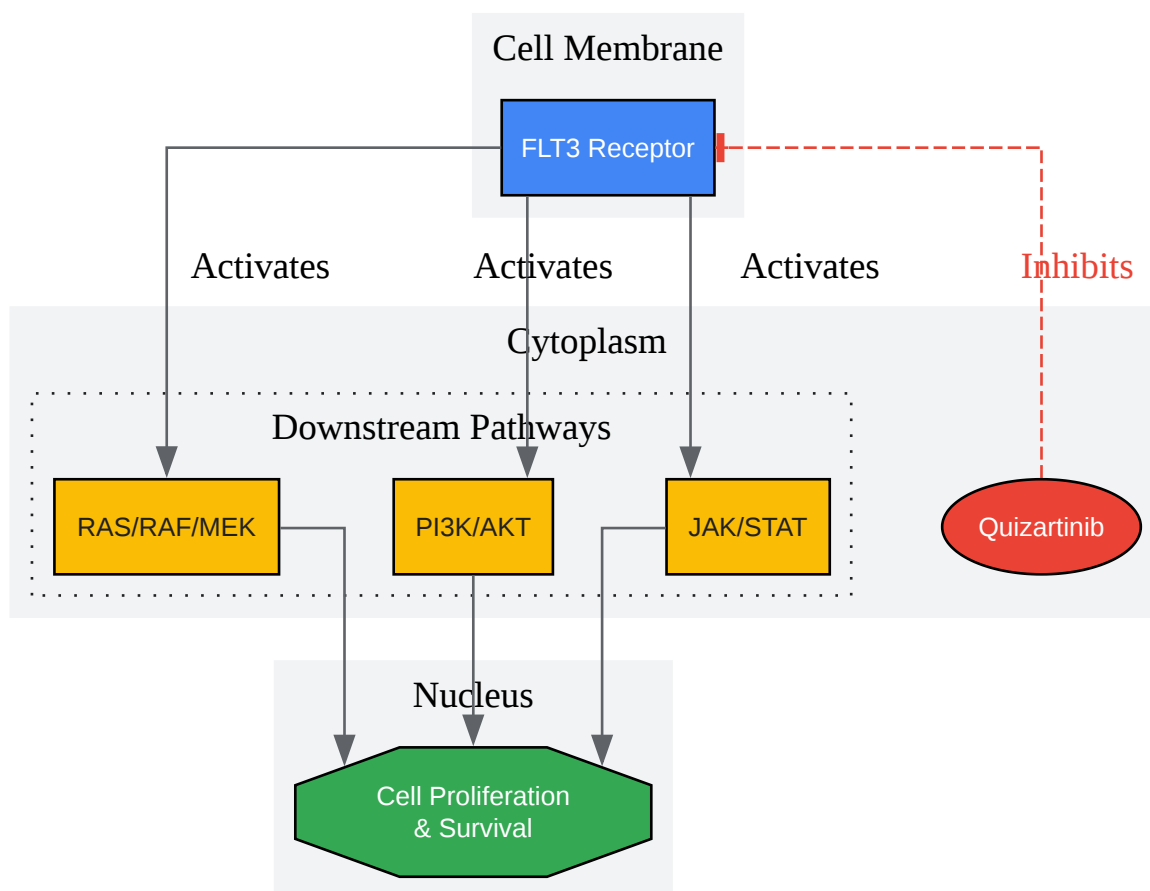 Cell Membrane
FLT3 Receptor
Activates
Activates
Activates
Inhibits
Cytoplasm
Downstream Pathways
RAS/RAF/MEK
PI3K/AKT
JAK/STAT
Quizartinib
Nucleus
Cell Proliferation
& Survival